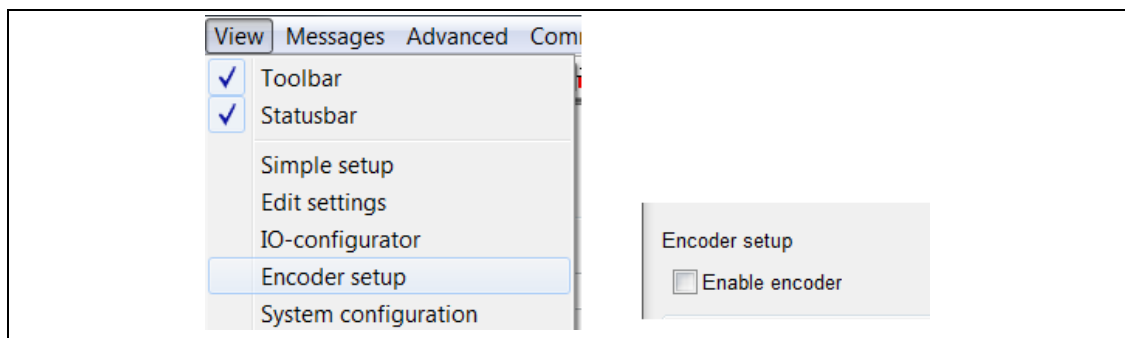 View Messages Advanced
Toolbar
Statusbar
Simple setup
Edit settings
IO-configurator
Encoder setup
System configuration
Encoder setup
Enable encoder